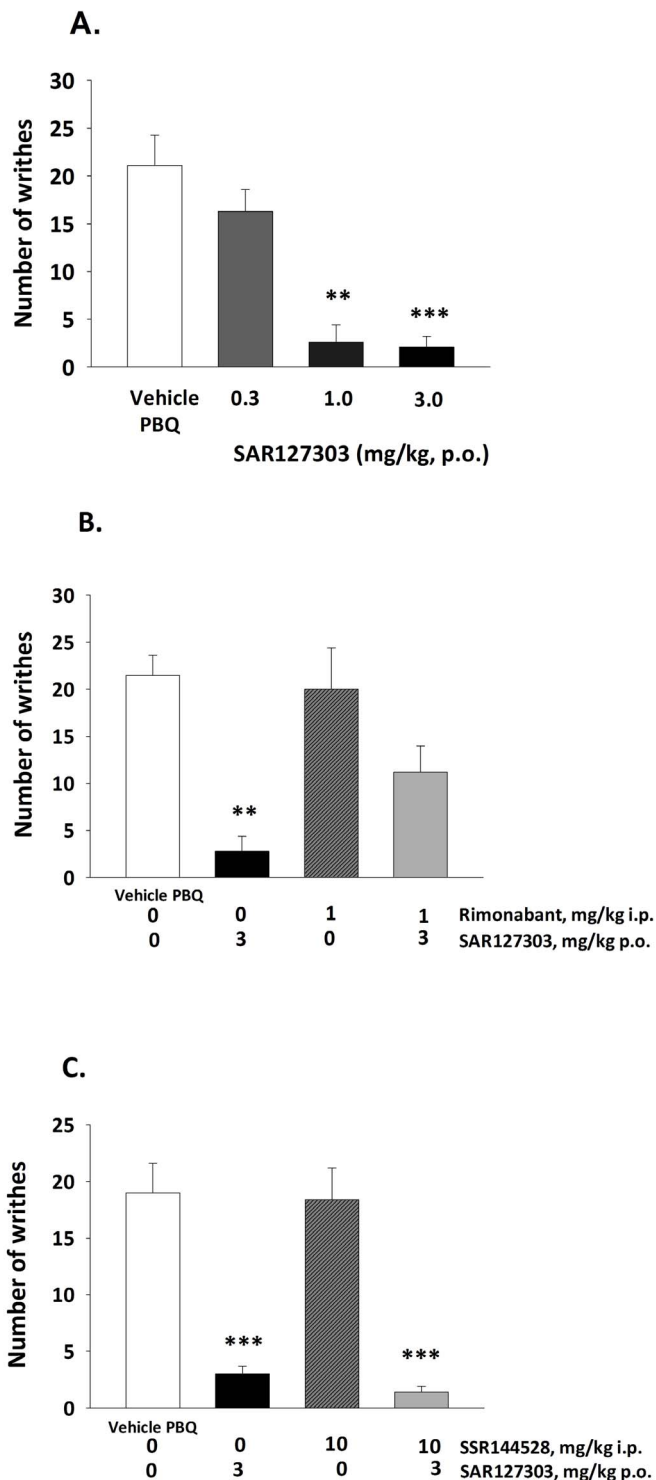 A.
Number of writhes
30
25
20
15
10
5
0
** ***
Vehicle PBQ 0.3 1.0 3.0
SAR127303 (mg/kg, p.o.)
B.
Number of writhes
30
25
20
15
10
5
0
**
Vehicle PBQ
0 0 1 1 Rimonabant, mg/kg i.p.
0 3 0 3 SAR127303, mg/kg p.o.
C.
Number of writhes
25
20
15
10
5
0
*** ***
Vehicle PBQ
0 0 10 10 SSR144528, mg/kg i.p.
0 3 0 3 SAR127303, mg/kg p.o.